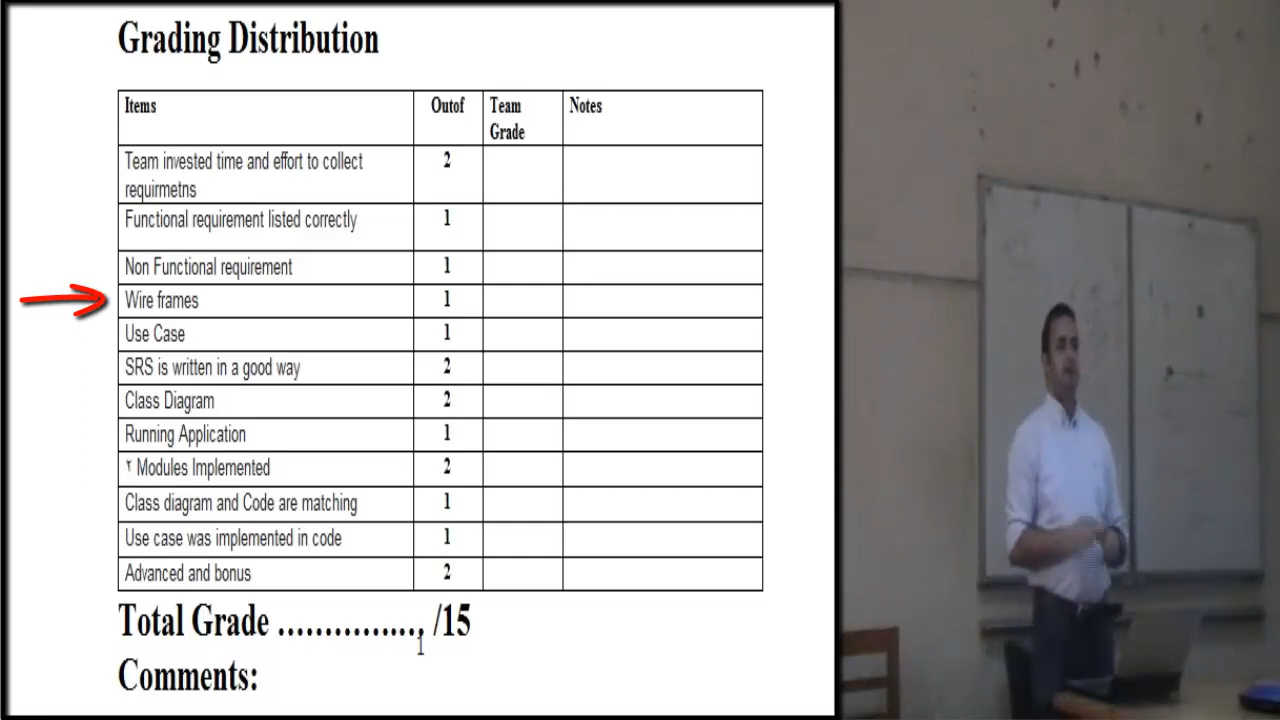 Grading Distribution
Items Outof Team Grade Notes
Team invested time and effort to collect requirmetns 2
Functional requirement listed correctly 1
Non Functional requirement 1
Wire frames 1
Use Case 1
SRS is written in a good way 2
Class Diagram 2
Running Application 1
٢ Modules Implemented 2
Class diagram and Code are matching 1
Use case was implemented in code 1
Advanced and bonus 2
Total Grade ……………..., /15
Comments: